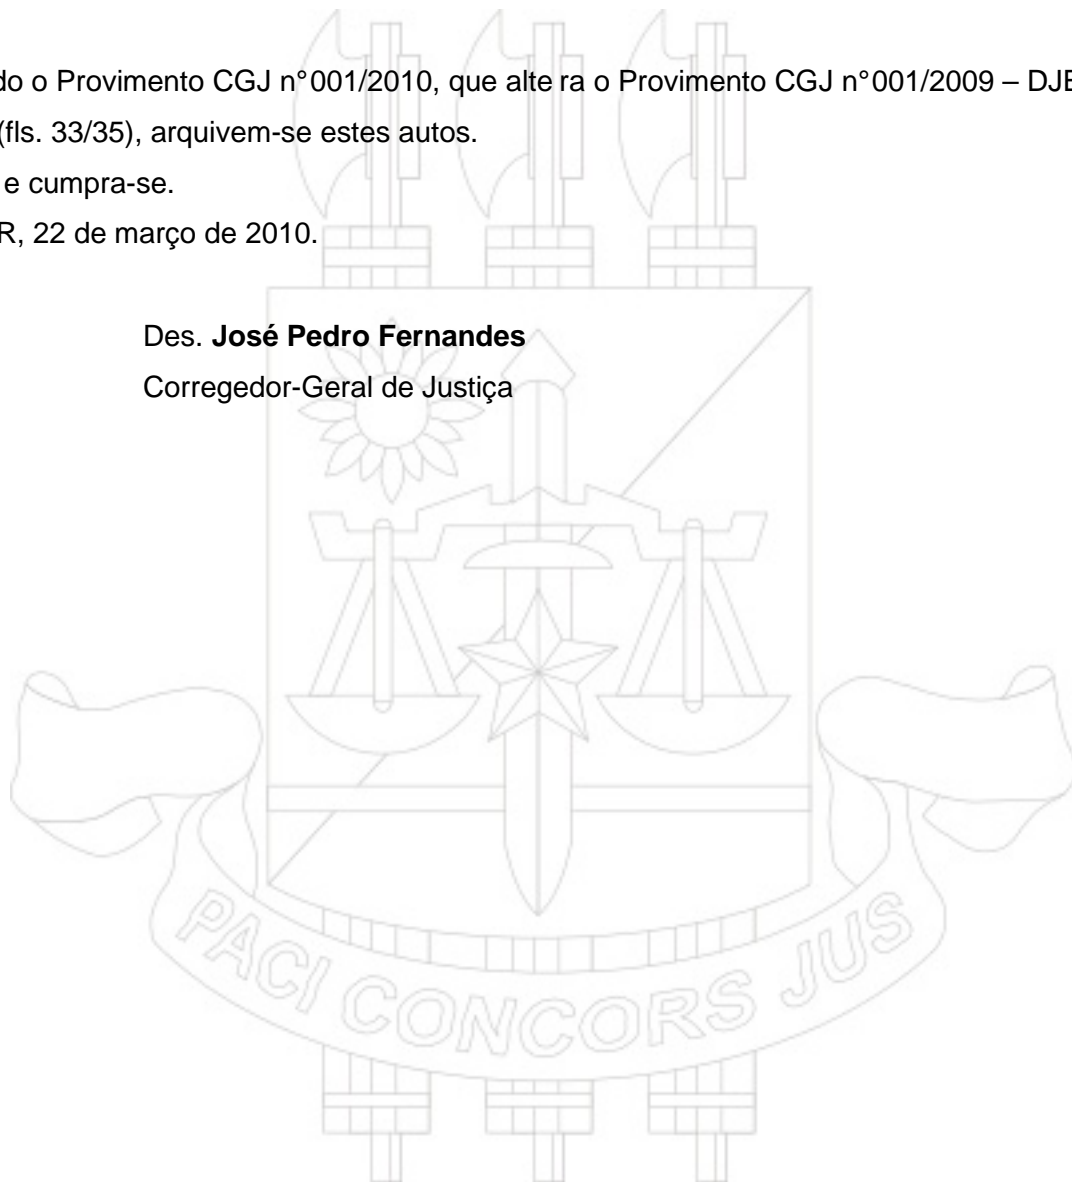 do o Provimento CGJ n° 001/2010, que alte ra o Provimento CGJ n° 001/2009 – DJE
(fls. 33/35), arquivem-se estes autos.
e cumpra-se.
R, 22 de março de 2010.
Des. José Pedro Fernandes
Corregedor-Geral de Justiça
PACI CONCORS JUS